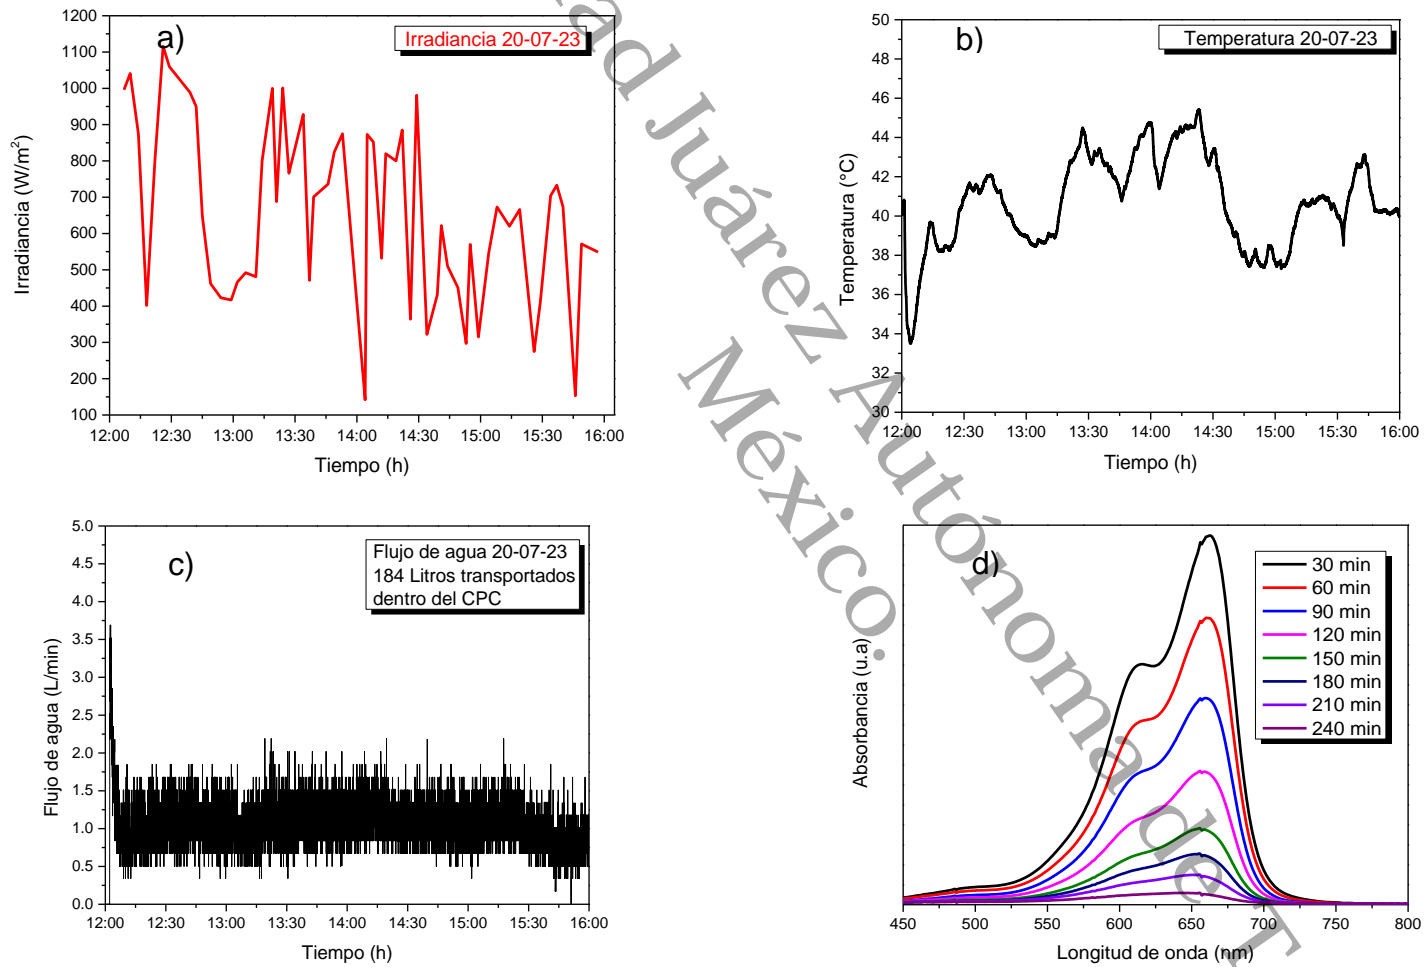 a)
Irradiancia 20-07-23
1200
1100
1000
900
800
700
600
500
400
300
200
100
Irradiancia (W/m²)
12:00 12:30 13:00 13:30 14:00 14:30 15:00 15:30 16:00
Tiempo (h)
b)
Temperatura 20-07-23
50
48
46
44
42
40
38
36
34
32
30
Temperatura (°C)
12:00 12:30 13:00 13:30 14:00 14:30 15:00 15:30 16:00
Tiempo (h)
c)
Flujo de agua 20-07-23
184 Litros transportados
dentro del CPC
5.0
4.5
4.0
3.5
3.0
2.5
2.0
1.5
1.0
0.5
0.0
Flujo de agua (L/min)
12:00 12:30 13:00 13:30 14:00 14:30 15:00 15:30 16:00
Tiempo (h)
d)
30 min
60 min
90 min
120 min
150 min
180 min
210 min
240 min
Absorbancia (u.a)
450 500 550 600 650 700 750 800
Longitud de onda (nm)
Juárez Autónoma de
México.